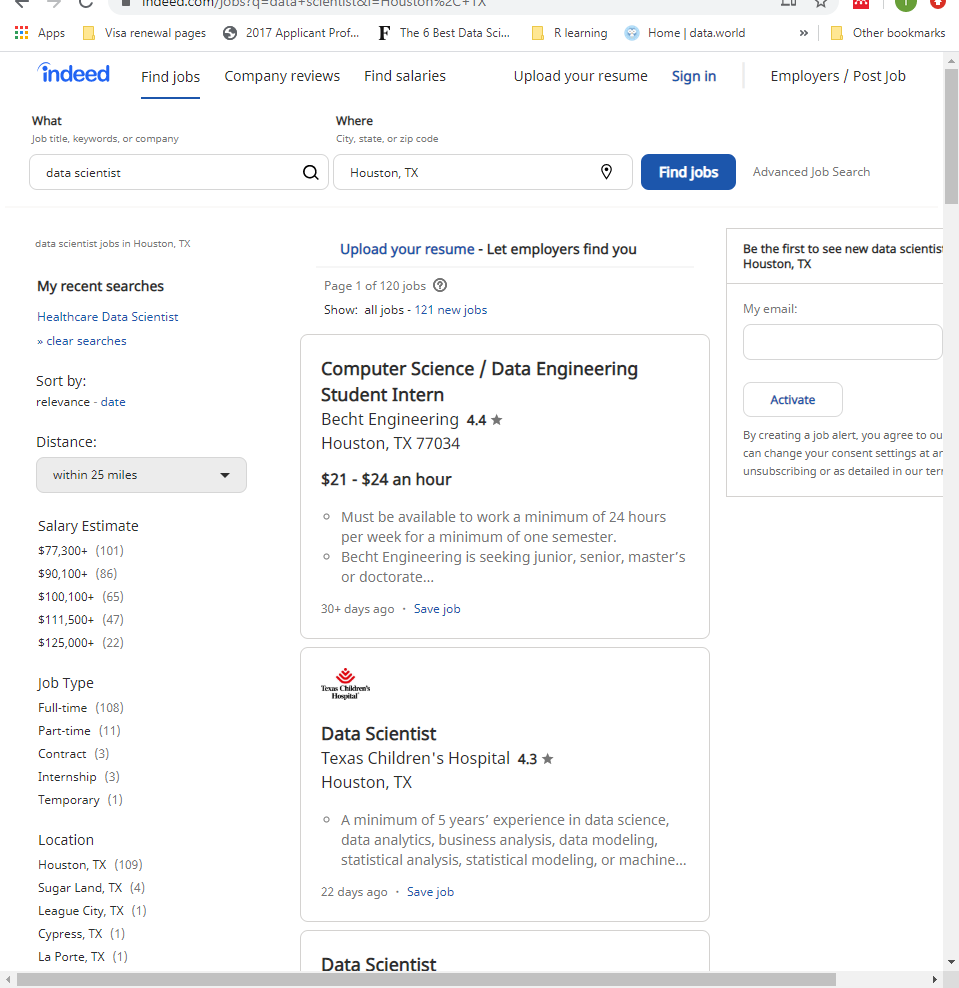 indeed.com/jobs?q=data+scientist&l=Houston%2C+TX
Apps Visa renewal pages 2017 Applicant Prof... The 6 Best Data Sci... R learning Home | data.world » Other bookmarks
indeed Find jobs Company reviews Find salaries Upload your resume Sign in Employers / Post Job
What
Job title, keywords, or company
data scientist
Where
City, state, or zip code
Houston, TX
Find jobs
Advanced Job Search
data scientist jobs in Houston, TX
My recent searches
Healthcare Data Scientist
» clear searches
Sort by:
relevance - date
Distance:
within 25 miles
Salary Estimate
$77,300+ (101)
$90,100+ (86)
$100,100+ (65)
$111,500+ (47)
$125,000+ (22)
Job Type
Full-time (108)
Part-time (11)
Contract (3)
Internship (3)
Temporary (1)
Location
Houston, TX (109)
Sugar Land, TX (4)
League City, TX (1)
Cypress, TX (1)
La Porte, TX (1)
Upload your resume - Let employers find you
Page 1 of 120 jobs
Show: all jobs - 121 new jobs
Computer Science / Data Engineering
Student Intern
Becht Engineering 4.4 ★
Houston, TX 77034
$21 - $24 an hour
Must be available to work a minimum of 24 hours
per week for a minimum of one semester.
Becht Engineering is seeking junior, senior, master’s
or doctorate...
30+ days ago · Save job
Texas Children's
Hospital
Data Scientist
Texas Children's Hospital 4.3 ★
Houston, TX
A minimum of 5 years’ experience in data science,
data analytics, business analysis, data modeling,
statistical analysis, statistical modeling, or machine...
22 days ago · Save job
Data Scientist
Be the first to see new data scientist
Houston, TX
My email:
Activate
By creating a job alert, you agree to ou
can change your consent settings at an
unsubscribing or as detailed in our terr